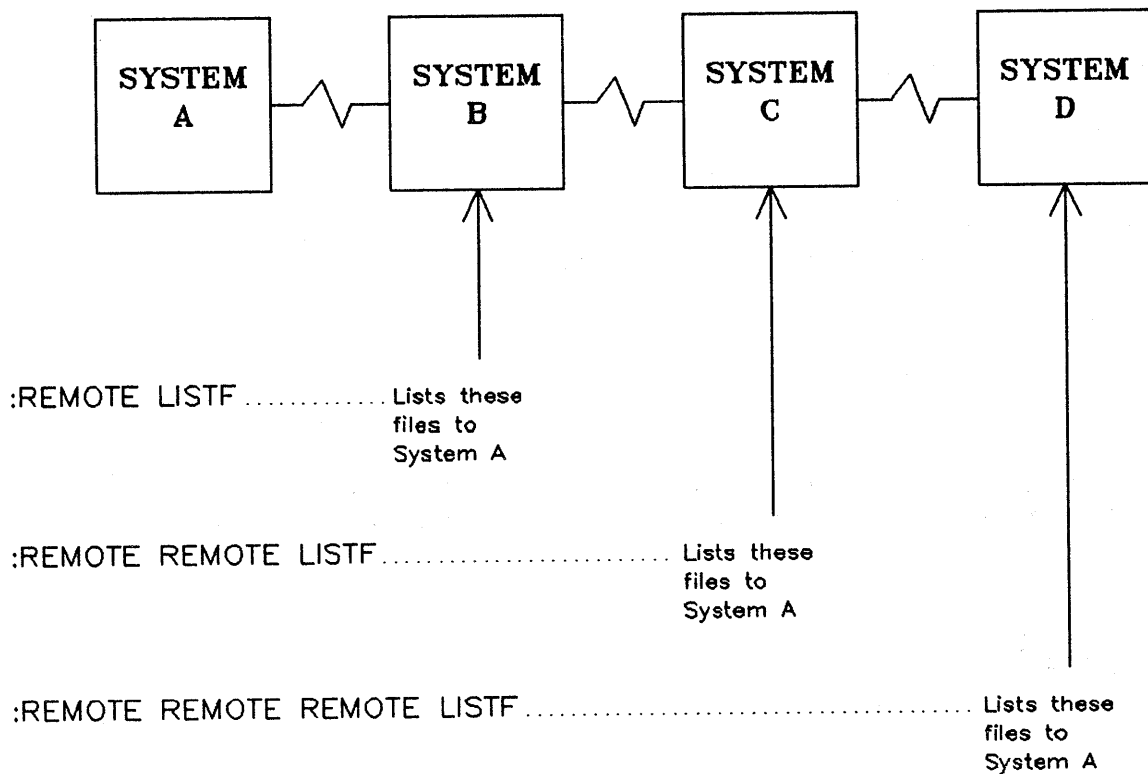 SYSTEM
A
SYSTEM
B
SYSTEM
C
SYSTEM
D
:REMOTE LISTF ............ Lists these
files to
System A
:REMOTE REMOTE LISTF ......................... Lists these
files to
System A
:REMOTE REMOTE REMOTE LISTF ....................................... Lists these
files to
System A